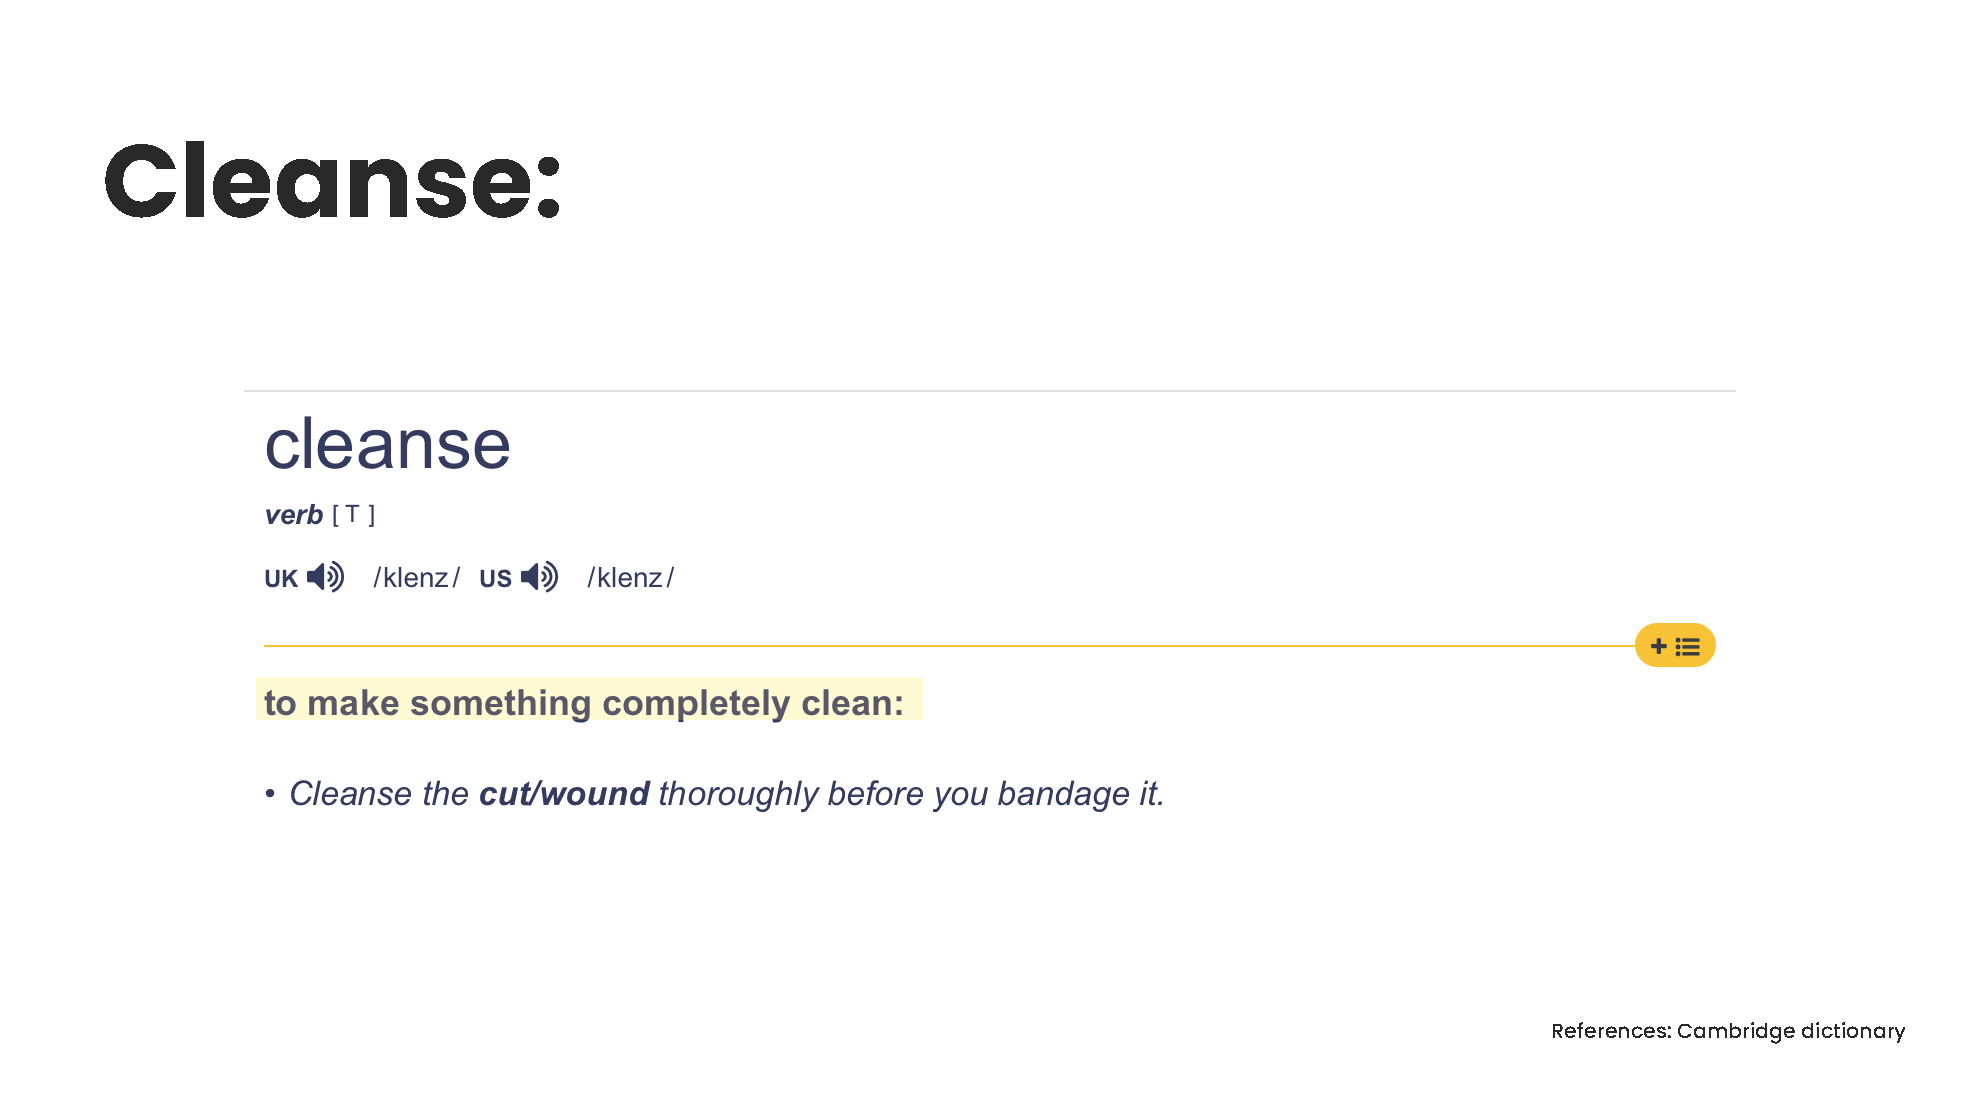 Cleanse:
cleanse
verb [ T ]
UK /klenz/ US /klenz/
to make something completely clean:
• Cleanse the cut/wound thoroughly before you bandage it.
References: Cambridge dictionary